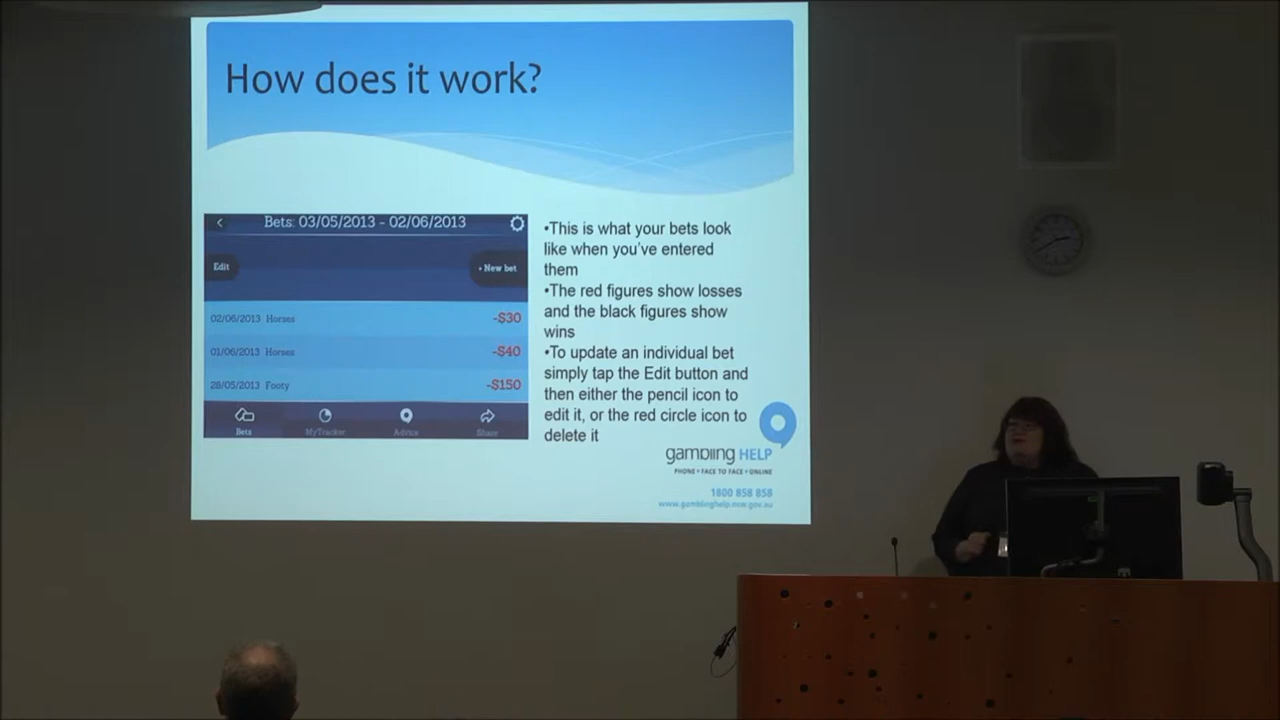 How does it work?
Bets: 03/05/2013 - 02/06/2013
Edit
New bet
02/06/2013 Horses -$30
01/06/2013 Horses -$40
28/05/2013 Footy -$150
Bets MyTracker Advice Share
•This is what your bets look
like when you've entered
them
•The red figures show losses
and the black figures show
wins
•To update an individual bet
simply tap the Edit button and
then either the pencil icon to
edit it, or the red circle icon to
delete it
gambling HELP
PHONE • FACE TO FACE • ONLINE
1800 858 858
www.gamblinghelp.nsw.gov.au